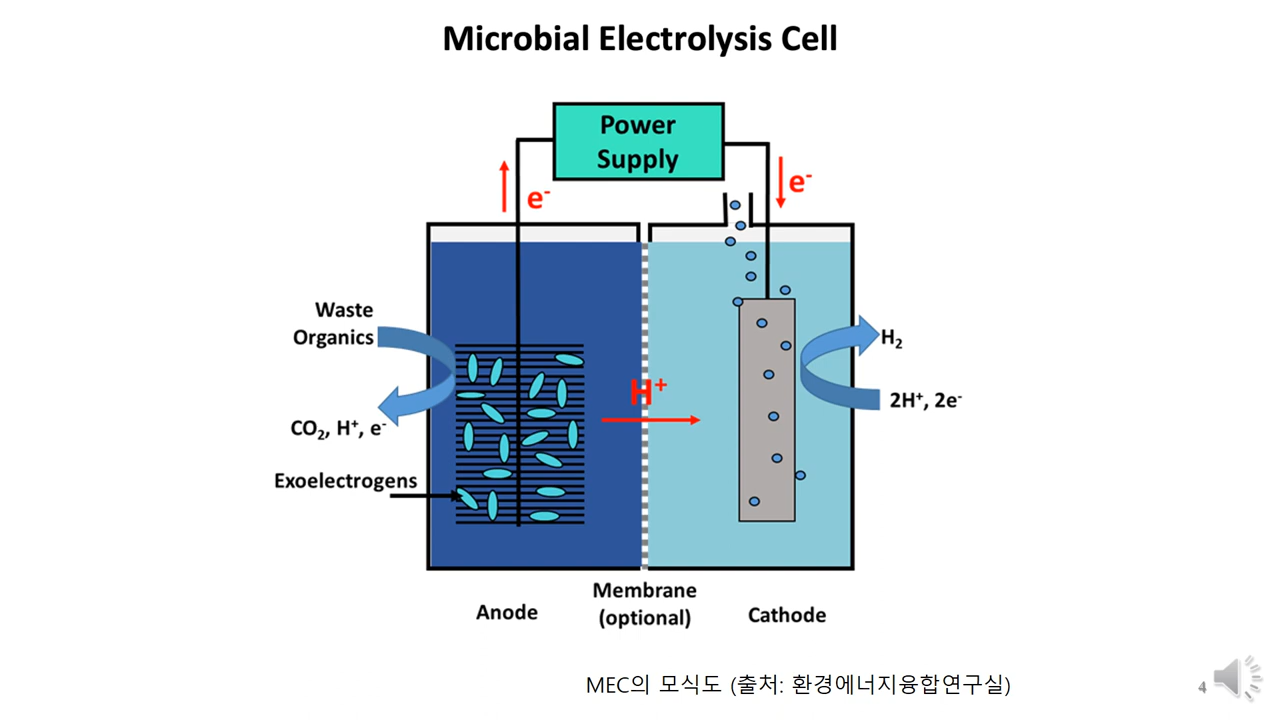 Microbial Electrolysis Cell
Power
Supply
e⁻
e⁻
Waste
Organics
CO₂, H⁺, e⁻
Exoelectrogens
H⁺
H₂
2H⁺, 2e⁻
Anode
Membrane
(optional)
Cathode
MEC의 모식도 (출처: 환경에너지융합연구실)
4